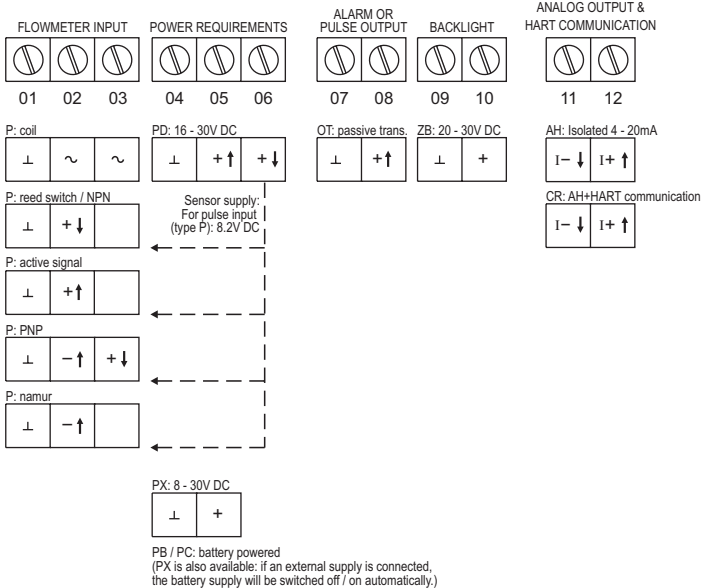 FLOWMETER INPUT
POWER REQUIREMENTS
ALARM OR
PULSE OUTPUT
BACKLIGHT
ANALOG OUTPUT &
HART COMMUNICATION
01 02 03 04 05 06 07 08 09 10 11 12
P: coil
⊥ ~ ~
PD: 16 - 30V DC
⊥ +↑ +↓
OT: passive trans.
⊥ +↑
ZB: 20 - 30V DC
⊥ +
AH: Isolated 4 - 20mA
I− ↓ I+ ↑
P: reed switch / NPN
⊥ +↓
Sensor supply:
For pulse input
(type P): 8.2V DC
CR: AH+HART communication
I− ↓ I+ ↑
P: active signal
⊥ +↑
P: PNP
⊥ −↑ +↓
P: namur
⊥ −↑
PX: 8 - 30V DC
⊥ +
PB / PC: battery powered
(PX is also available: if an external supply is connected,
the battery supply will be switched off / on automatically.)